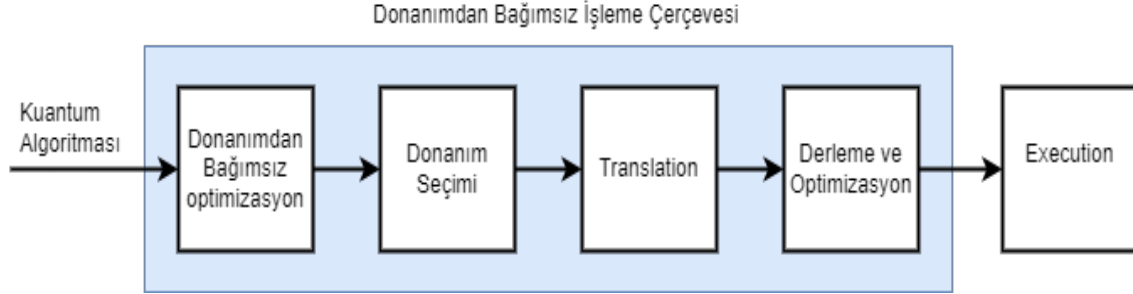 Donanımdan Bağımsız İşleme Çerçevesi
Kuantum
Algoritması
Donanımdan
Bağımsız
optimizasyon
Donanım
Seçimi
Translation
Derleme ve
Optimizasyon
Execution